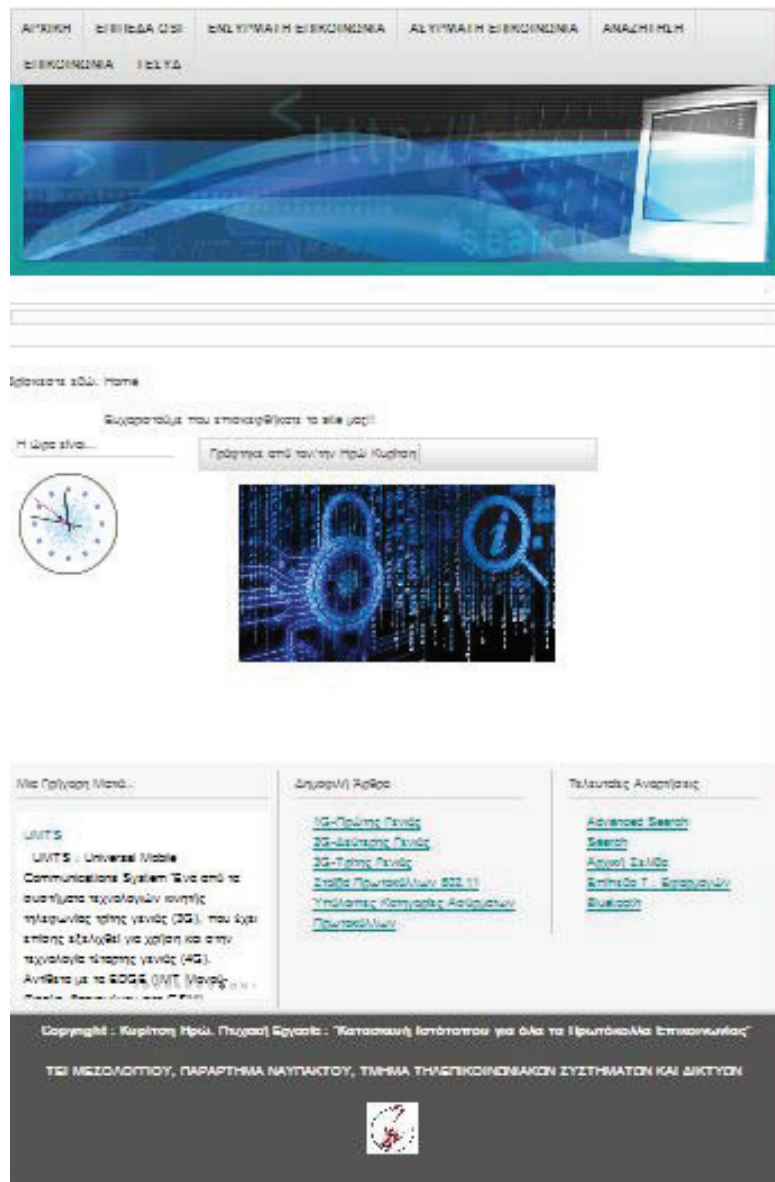 ΑΡΧΙΚΗ ΕΠΙΠΕΔΑ OSI ΕΝΣΥΡΜΑΤΗ ΕΠΙΚΟΙΝΩΝΙΑ ΑΣΥΡΜΑΤΗ ΕΠΙΚΟΙΝΩΝΙΑ ΑΝΑΖΗΤΗΣΗ
ΕΠΙΚΟΙΝΩΝΙΑ ΤΕΣΥΔ
<
http://
>
search
Βρίσκεστε εδώ: Home
Ευχαριστούμε που επισκεφθήκατε το site μας!!
Η ώρα είναι...
Γράφτηκε από τον/την Ηρώ Κυρίτση
i
Μια Γρήγορη Ματιά..
Δημοφιλή Άρθρα
Τελευταίες Αναρτήσεις
UMTS
UMTS : Universal Mobile
Communications System Ένα από τα
συστήματα τεχνολογιών κινητής
τηλεφωνίας τρίτης γενιάς (3G), που έχει
επίσης εξελιχθεί για χρήση και στην
τεχνολογία τέταρτης γενιάς (4G).
Αντίθετα με το EDGE
1G-Πρώτης Γενιάς
2G-Δεύτερης Γενιάς
3G-Τρίτης Γενιάς
Στοίβα Πρωτοκόλλων 802.11
Υπόλοιπες Κατηγορίες Ασύρματων
Πρωτοκόλλων
Advanced Search
Search
Αρχική Σελίδα
Επίπεδο 7 : Εφαρμογών
Bluetooth
Copyright : Κυρίτση Ηρώ. Πτυχιακή Εργασία : "Κατασκευή Ιστότοπου για όλα τα Πρωτόκολλα Επικοινωνίας"
ΤΕΙ ΜΕΣΟΛΟΓΓΙΟΥ, ΠΑΡΑΡΤΗΜΑ ΝΑΥΠΑΚΤΟΥ, ΤΜΗΜΑ ΤΗΛΕΠΙΚΟΙΝΩΝΙΑΚΩΝ ΣΥΣΤΗΜΑΤΩΝ ΚΑΙ ΔΙΚΤΥΩΝ